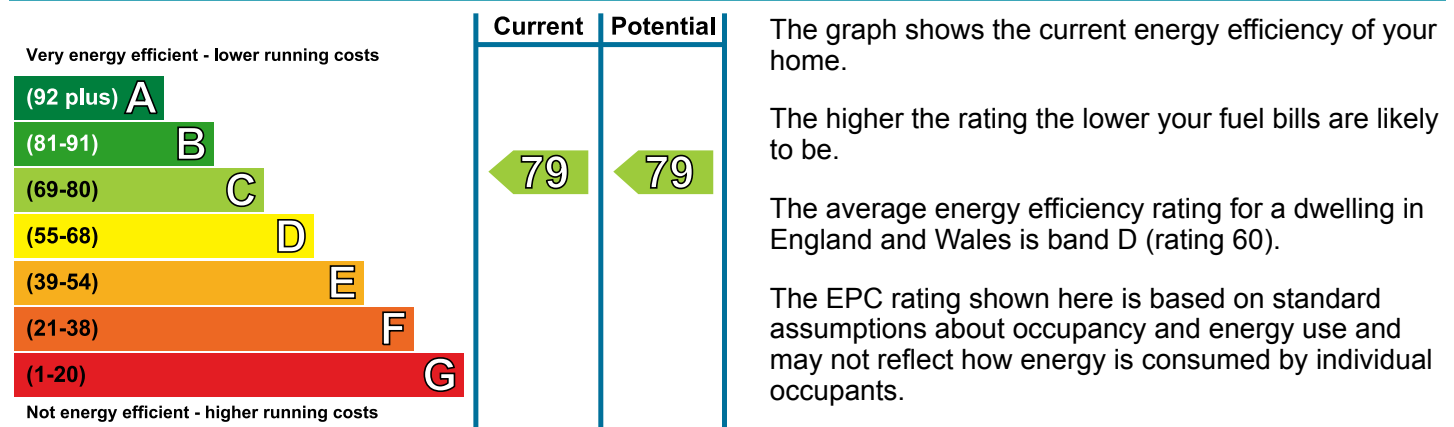 Current Potential
Very energy efficient - lower running costs
(92 plus) A
(81-91) B
(69-80) C
(55-68) D
(39-54) E
(21-38) F
(1-20) G
Not energy efficient - higher running costs
79 79
The graph shows the current energy efficiency of your
home.
The higher the rating the lower your fuel bills are likely
to be.
The average energy efficiency rating for a dwelling in
England and Wales is band D (rating 60).
The EPC rating shown here is based on standard
assumptions about occupancy and energy use and
may not reflect how energy is consumed by individual
occupants.